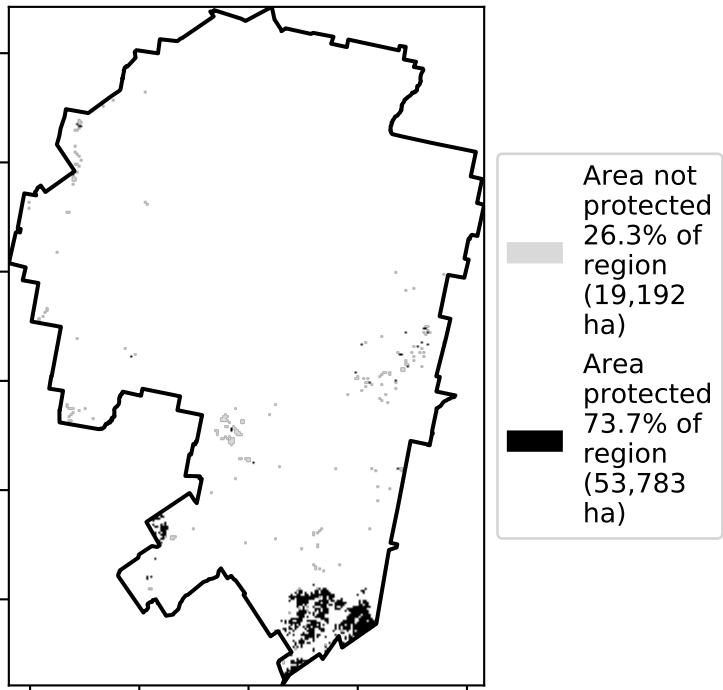 Area not
protected
26.3% of
region
(19,192
ha)
Area
protected
73.7% of
region
(53,783
ha)